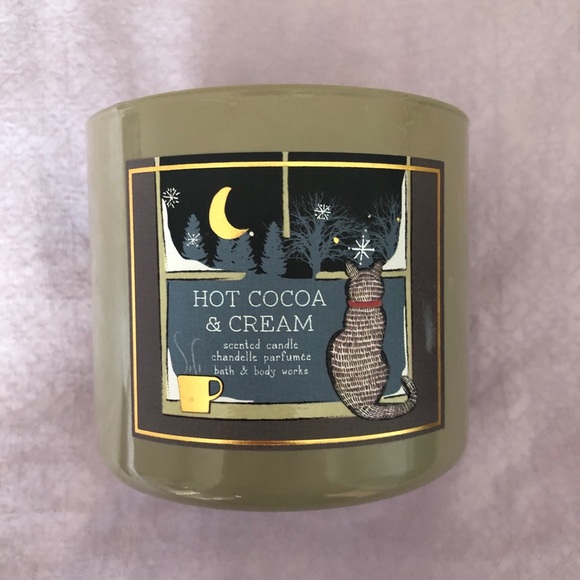 HOT COCOA
& CREAM
scented candle
chandelle parfumée
bath & body works